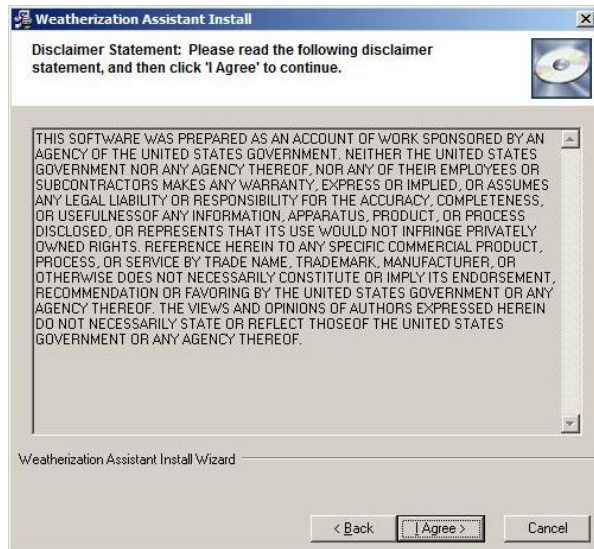 Weatherization Assistant Install
Disclaimer Statement: Please read the following disclaimer
statement, and then click 'I Agree' to continue.
THIS SOFTWARE WAS PREPARED AS AN ACCOUNT OF WORK SPONSORED BY AN
AGENCY OF THE UNITED STATES GOVERNMENT. NEITHER THE UNITED STATES
GOVERNMENT NOR ANY AGENCY THEREOF, NOR ANY OF THEIR EMPLOYEES OR
SUBCONTRACTORS MAKES ANY WARRANTY, EXPRESS OR IMPLIED, OR ASSUMES
ANY LEGAL LIABILITY OR RESPONSIBILITY FOR THE ACCURACY, COMPLETENESS,
OR USEFULNESSOF ANY INFORMATION, APPARATUS, PRODUCT, OR PROCESS
DISCLOSED, OR REPRESENTS THAT ITS USE WOULD NOT INFRINGE PRIVATELY
OWNED RIGHTS. REFERENCE HEREIN TO ANY SPECIFIC COMMERCIAL PRODUCT,
PROCESS, OR SERVICE BY TRADE NAME, TRADEMARK, MANUFACTURER, OR
OTHERWISE DOES NOT NECESSARILY CONSTITUTE OR IMPLY ITS ENDORSEMENT,
RECOMMENDATION OR FAVORING BY THE UNITED STATES GOVERNMENT OR ANY
AGENCY THEREOF. THE VIEWS AND OPINIONS OF AUTHORS EXPRESSED HEREIN
DO NOT NECESSARILY STATE OR REFLECT THOSEOF THE UNITED STATES
GOVERNMENT OR ANY AGENCY THEREOF.
Weatherization Assistant Install Wizard
< Back I Agree > Cancel